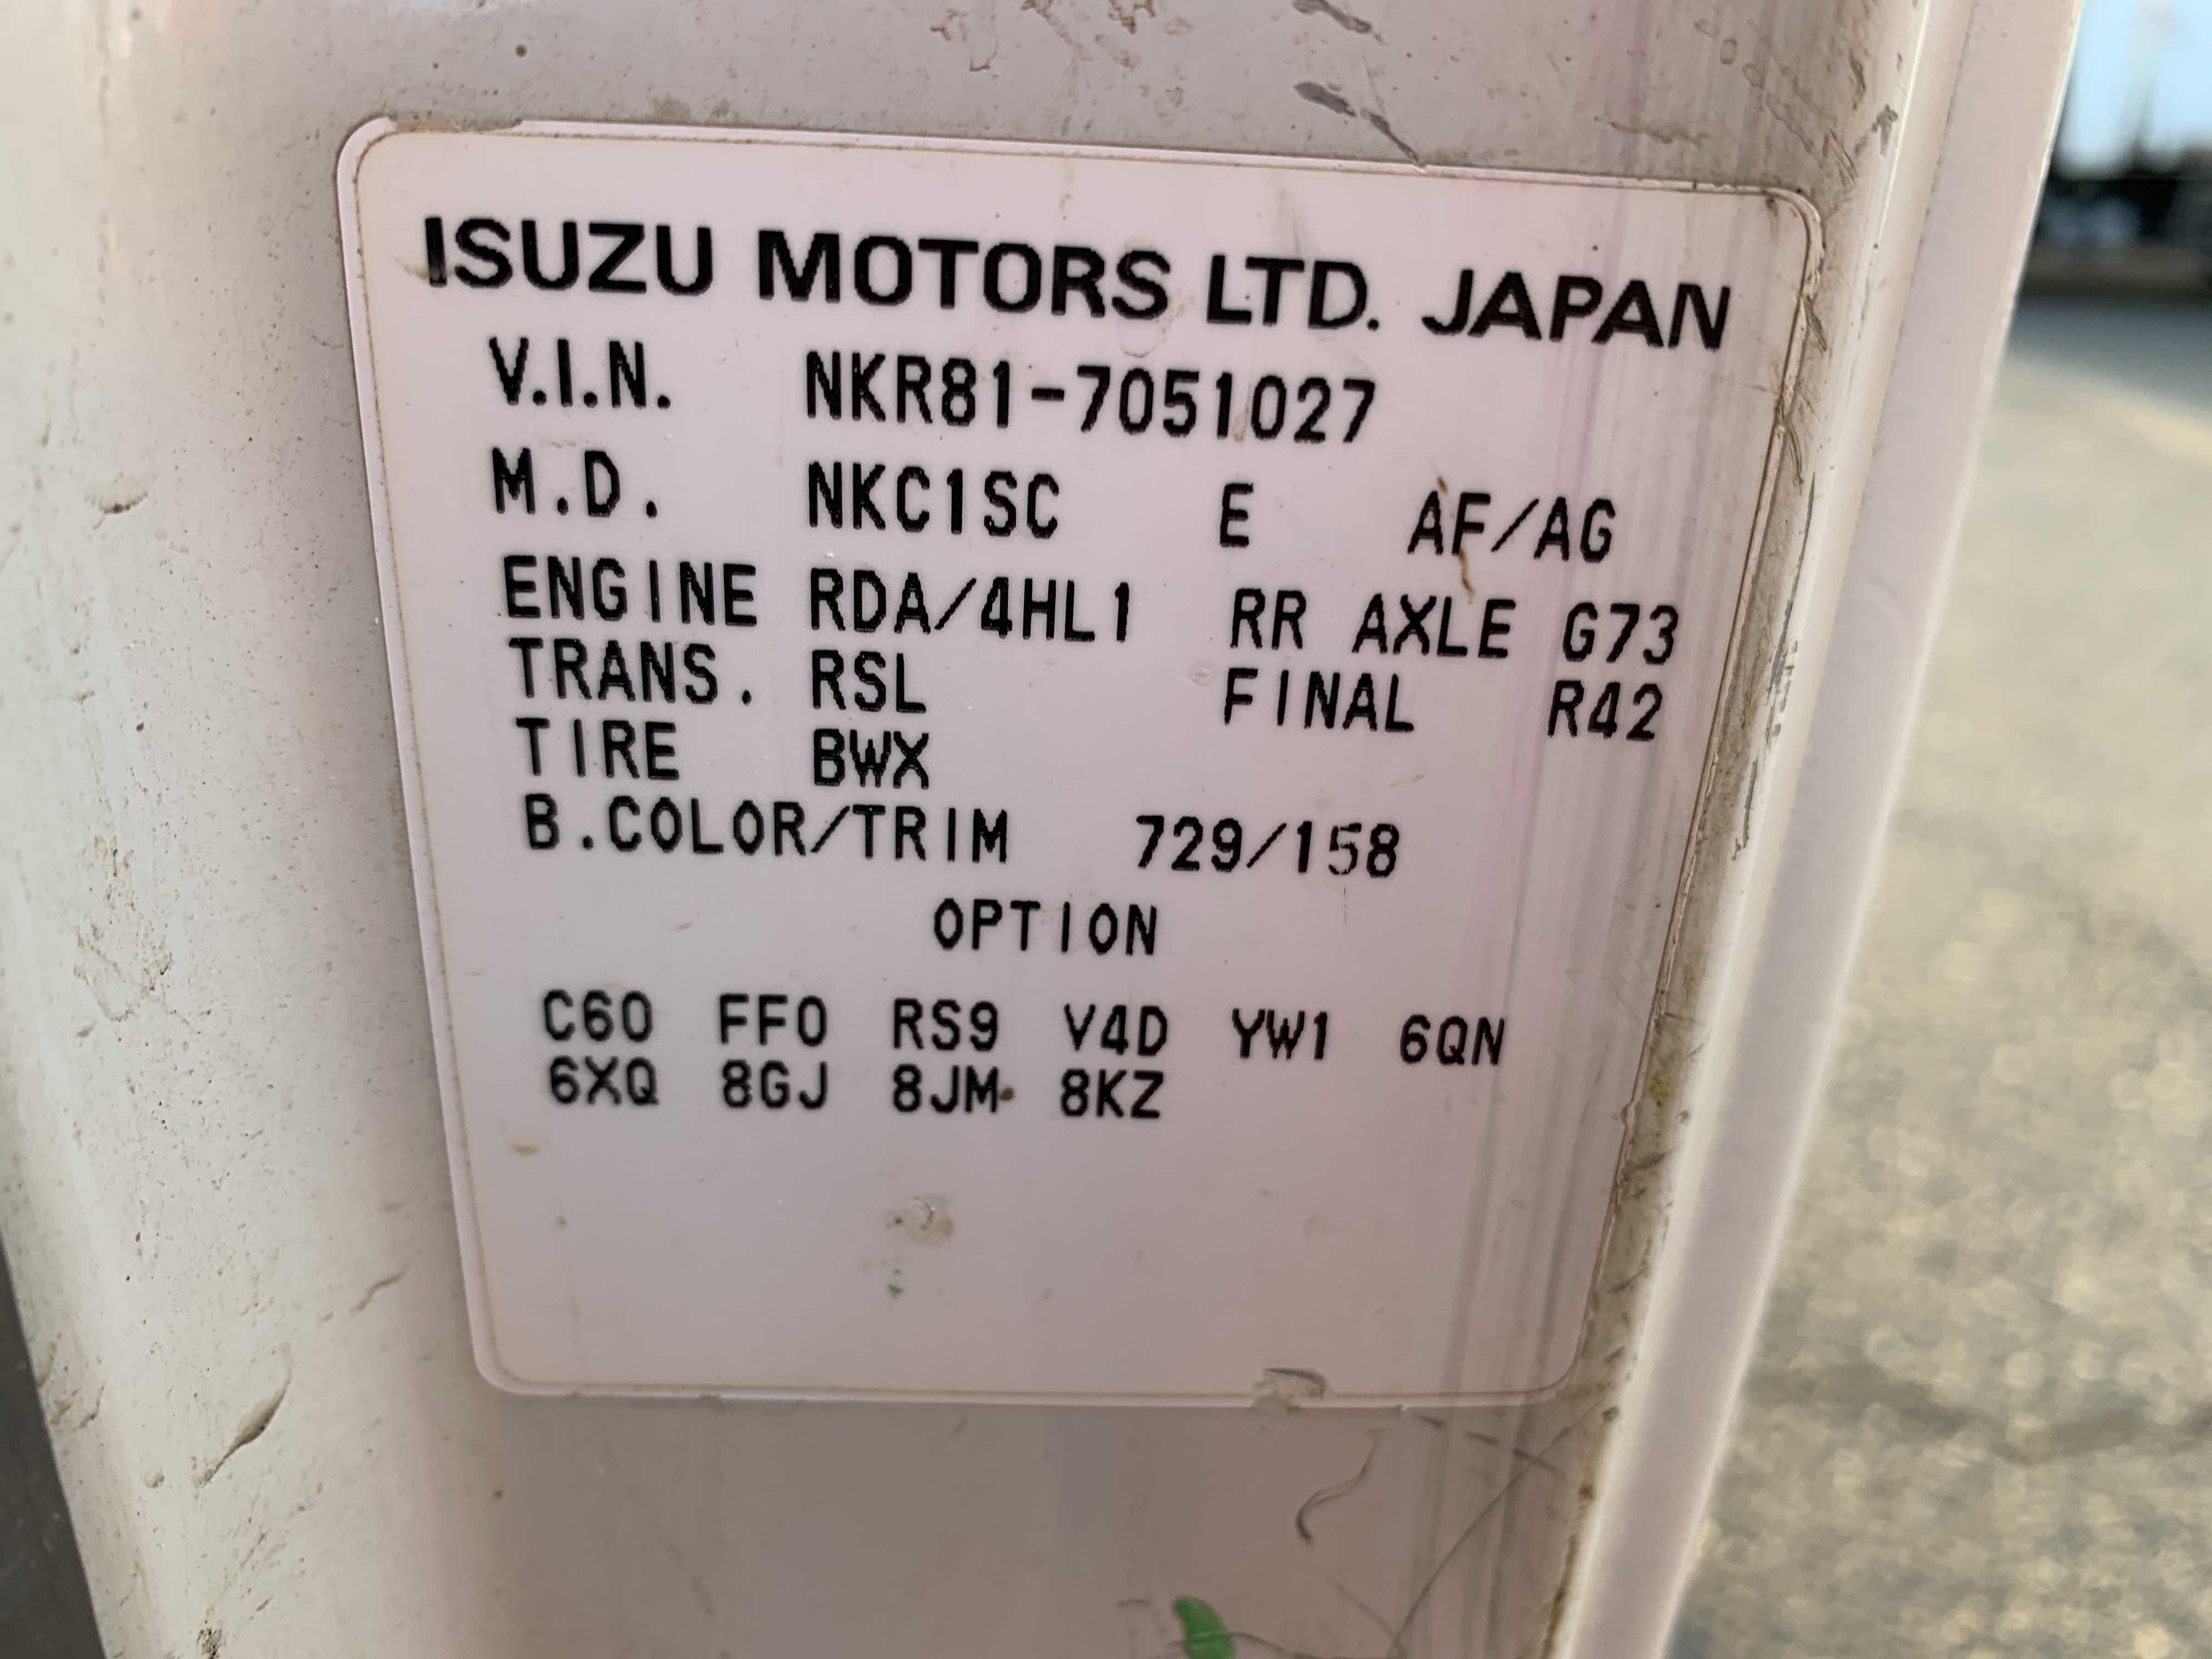 ISUZU MOTORS LTD. JAPAN
V.I.N. NKR81-7051027
M.D. NKC1SC E AF/AG
ENGINE RDA/4HL1 RR AXLE G73
TRANS. RSL FINAL R42
TIRE BWX
B.COLOR/TRIM 729/158
OPTION
C60 FF0 RS9 V4D YW1 6QN
6XQ 8GJ 8JM 8KZ